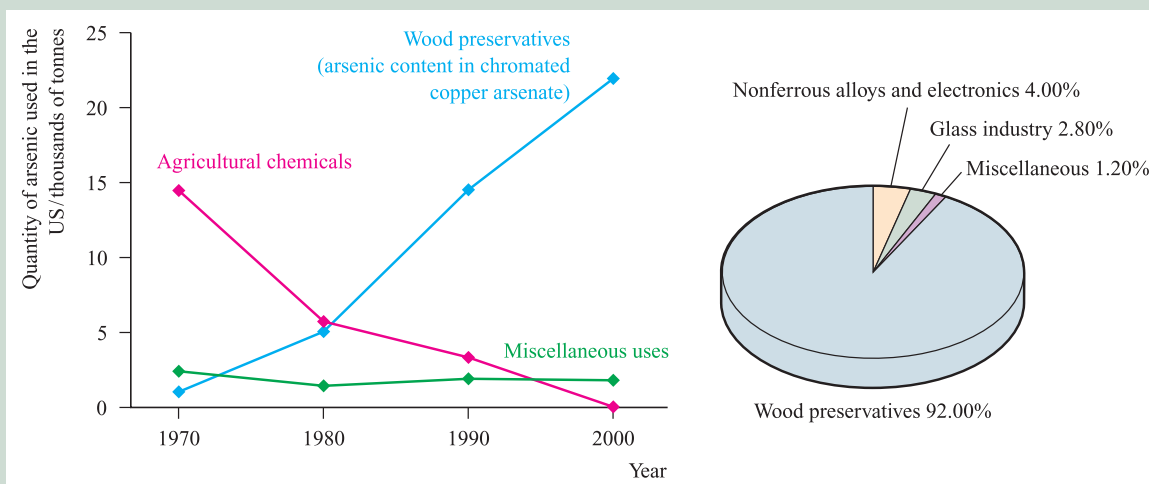 Quantity of arsenic used in the
US/thousands of tonnes
25
20
15
10
5
0
1970
1980
1990
2000
Year
Wood preservatives
(arsenic content in chromated
copper arsenate)
Agricultural chemicals
Miscellaneous uses
Nonferrous alloys and electronics 4.00%
Glass industry 2.80%
Miscellaneous 1.20%
Wood preservatives 92.00%